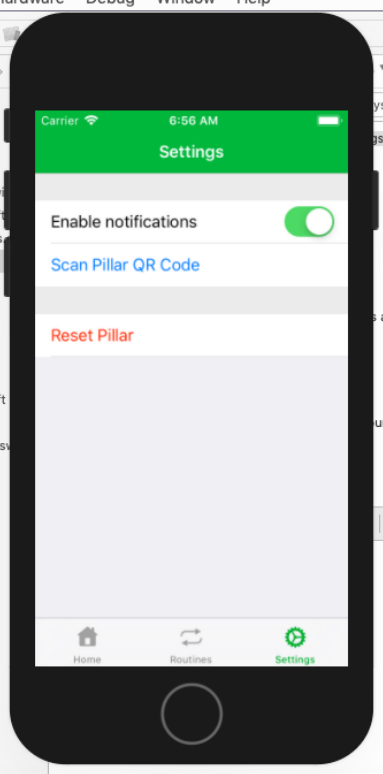 Debug Window Help
Carrier 6:56 AM
Settings
Enable notifications
Scan Pillar QR Code
Reset Pillar
Home Routines Settings